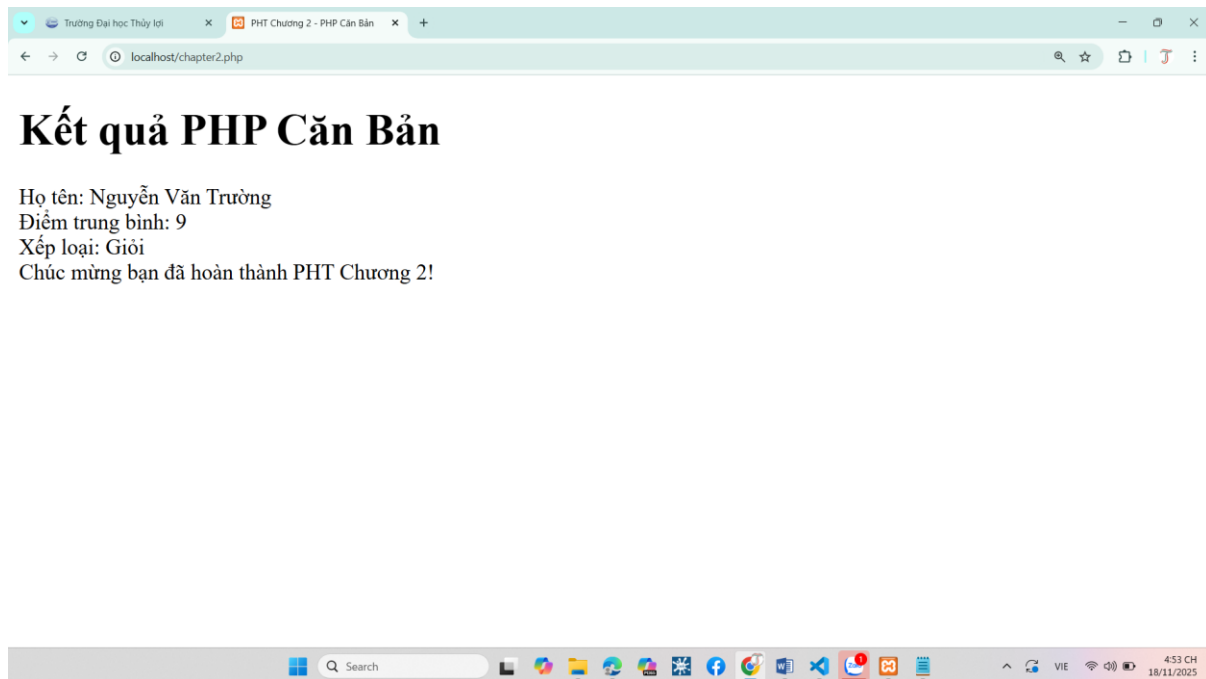 Trường Đại học Thủy lợi
PHT Chương 2 - PHP Căn Bản
localhost/chapter2.php
Kết quả PHP Căn Bản
Họ tên: Nguyễn Văn Trường
Điểm trung bình: 9
Xếp loại: Giỏi
Chúc mừng bạn đã hoàn thành PHT Chương 2!
Search
VIE
4:53 CH
18/11/2025